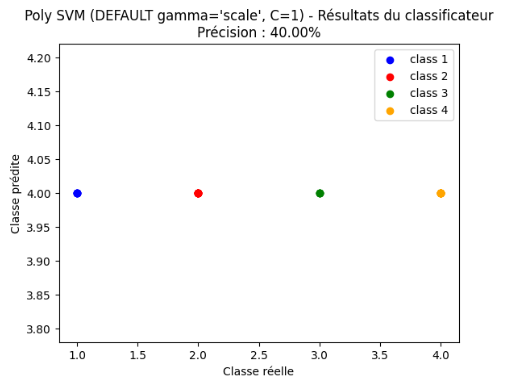 Poly SVM (DEFAULT gamma='scale', C=1) - Résultats du classificateur
Précision : 40.00%
class 1
class 2
class 3
class 4
4.20
4.15
4.10
4.05
4.00
3.95
3.90
3.85
3.80
Classe prédite
1.0 1.5 2.0 2.5 3.0 3.5 4.0
Classe réelle